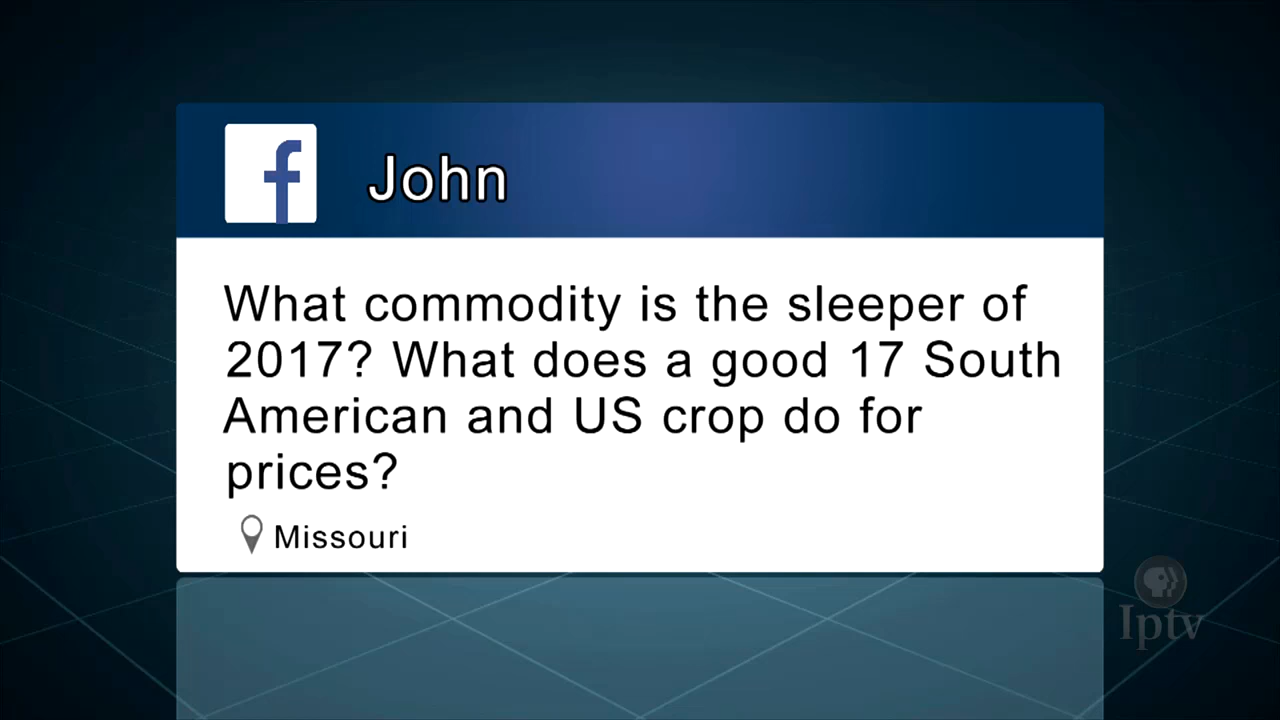 John
What commodity is the sleeper of
2017? What does a good 17 South
American and US crop do for
prices?
Missouri
Iptv